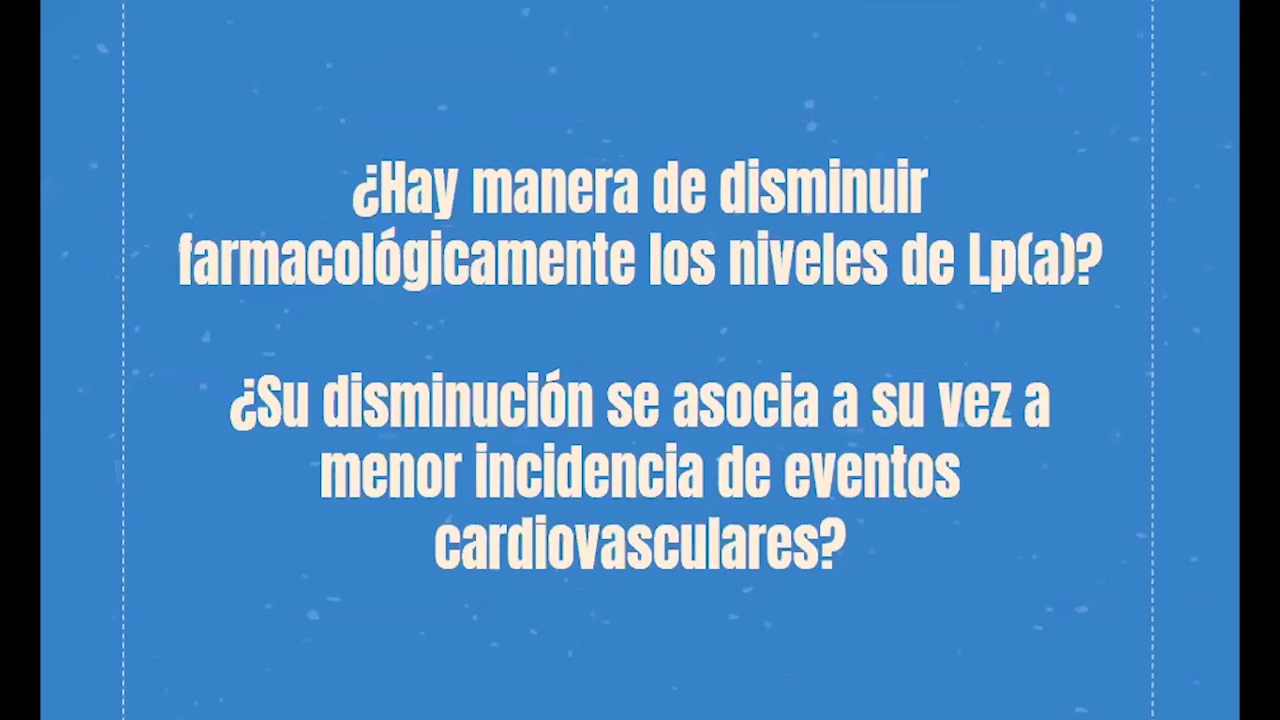 ¿Hay manera de disminuir
farmacológicamente los niveles de Lp(a)?
¿Su disminución se asocia a su vez a
menor incidencia de eventos
cardiovasculares?